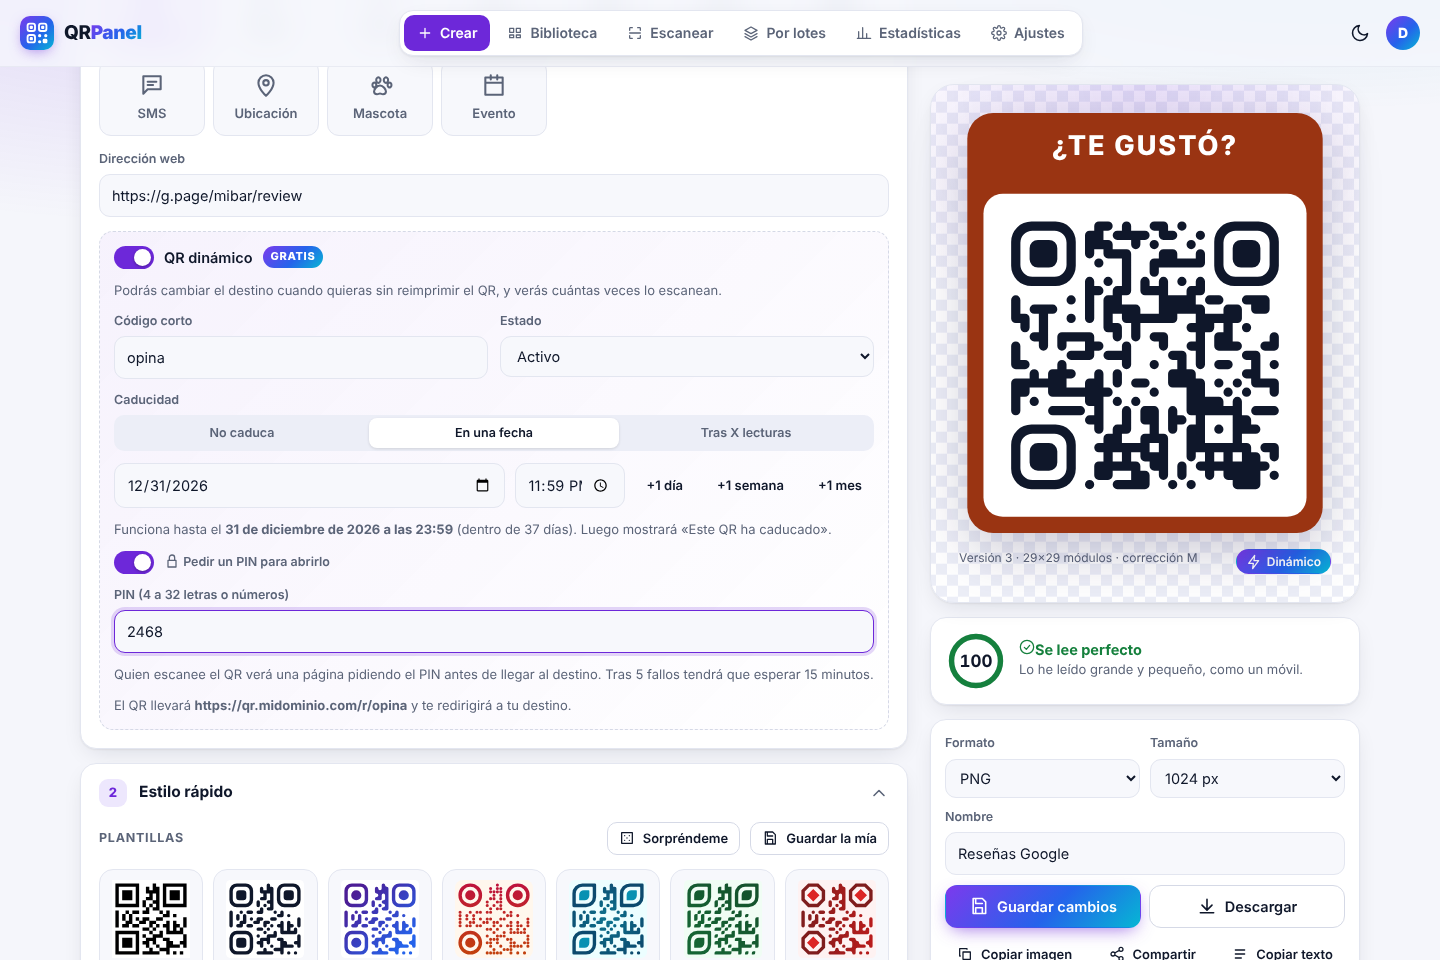 QRPanel
Crear
Biblioteca
Escanear
Por lotes
Estadísticas
Ajustes
D
SMS
Ubicación
Mascota
Evento
Dirección web
https://g.page/mibar/review
QR dinámico GRATIS
Podrás cambiar el destino cuando quieras sin reimprimir el QR, y verás cuántas veces lo escanean.
Código corto
Estado
opina
Activo
Caducidad
No caduca
En una fecha
Tras X lecturas
12/31/2026
11:59 PM
+1 día
+1 semana
+1 mes
Funciona hasta el 31 de diciembre de 2026 a las 23:59 (dentro de 37 días). Luego mostrará «Este QR ha caducado».
Pedir un PIN para abrirlo
PIN (4 a 32 letras o números)
2468
Quien escanee el QR verá una página pidiendo el PIN antes de llegar al destino. Tras 5 fallos tendrá que esperar 15 minutos.
El QR llevará https://qr.midominio.com/r/opina y te redirigirá a tu destino.
2 Estilo rápido
PLANTILLAS
Sorpréndeme
Guardar la mía
¿TE GUSTÓ?
Versión 3 · 29×29 módulos · corrección M
Dinámico
100
Se lee perfecto
Lo he leído grande y pequeño, como un móvil.
Formato
Tamaño
PNG
1024 px
Nombre
Reseñas Google
Guardar cambios
Descargar
Copiar imagen
Compartir
Copiar texto